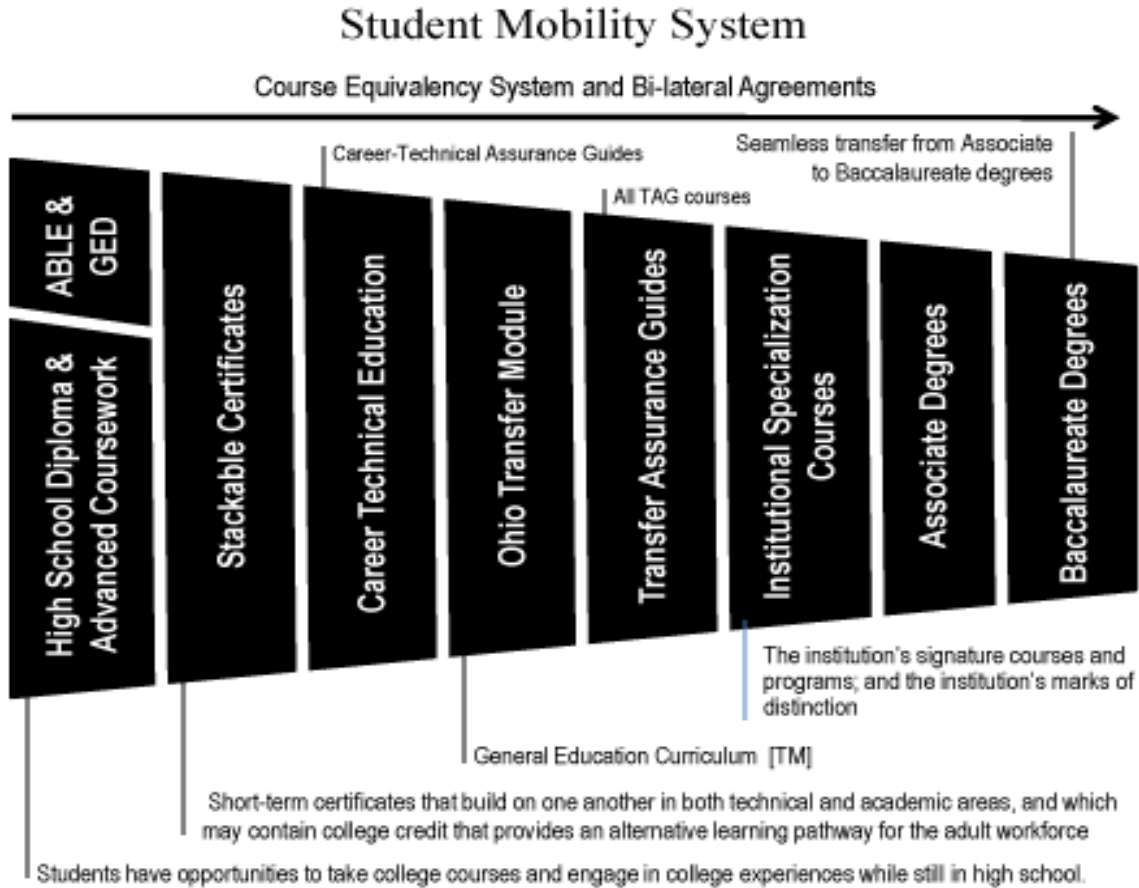 Student Mobility System
Course Equivalency System and Bi-lateral Agreements
Career-Technical Assurance Guides
Seamless transfer from Associate
to Baccalaureate degrees
All TAG courses
ABLE &
GED
High School Diploma &
Advanced Coursework
Stackable Certificates
Career Technical Education
Ohio Transfer Module
Transfer Assurance Guides
Institutional Specialization
Courses
Associate Degrees
Baccalaureate Degrees
The institution's signature courses and
programs; and the institution's marks of
distinction
General Education Curriculum [TM]
Short-term certificates that build on one another in both technical and academic areas, and which
may contain college credit that provides an alternative learning pathway for the adult workforce
Students have opportunities to take college courses and engage in college experiences while still in high school.